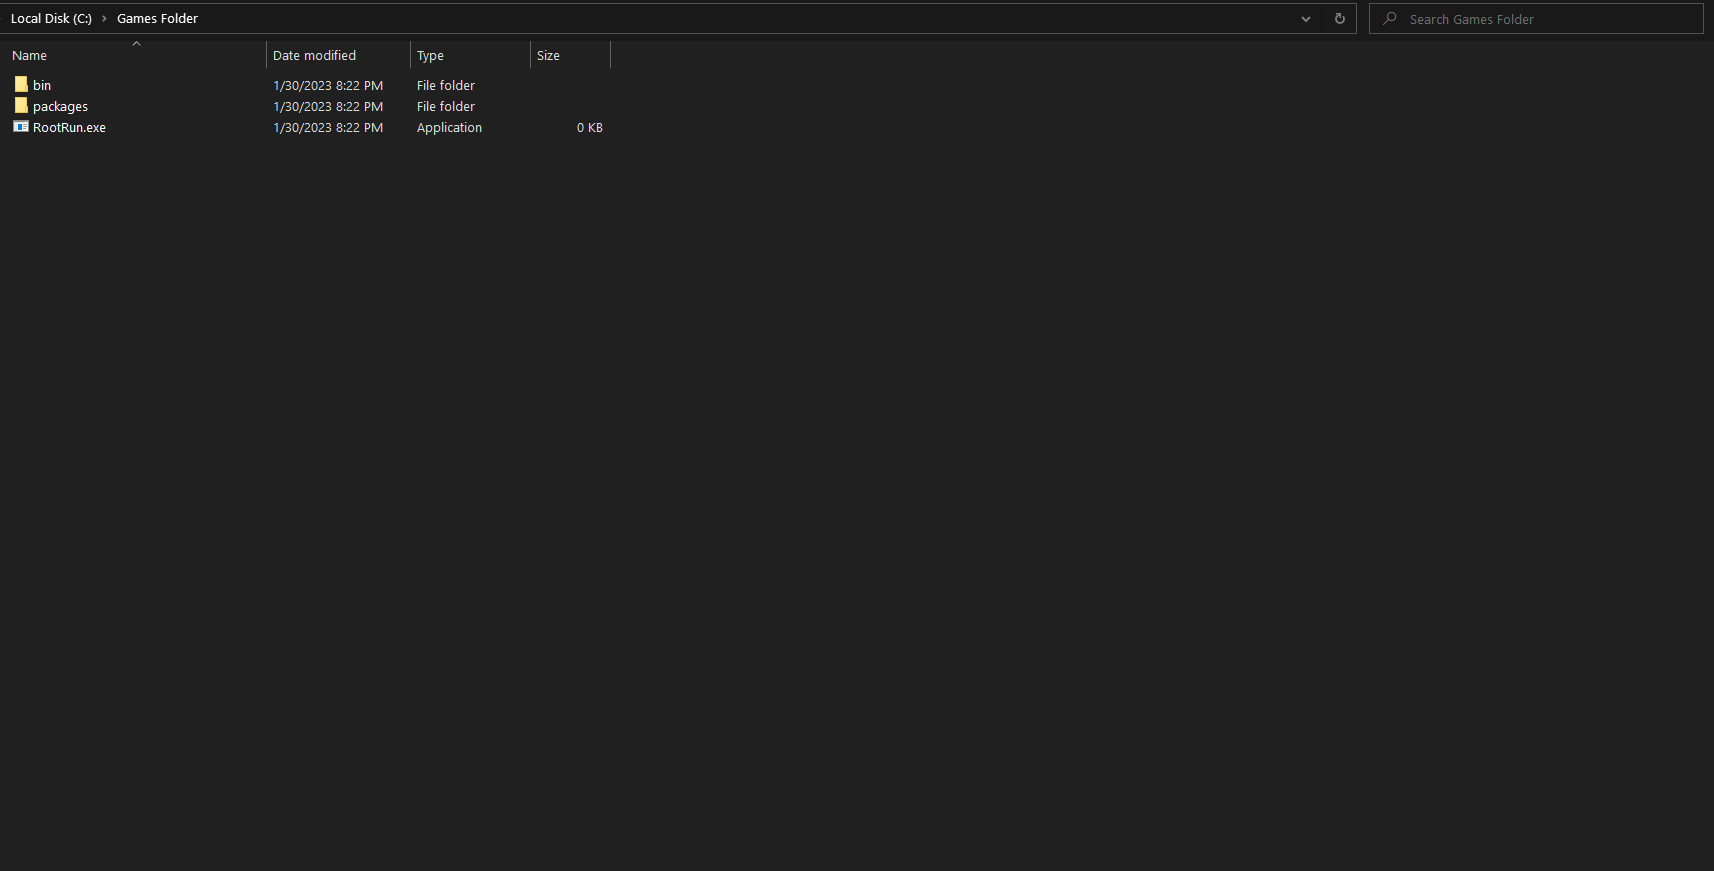 Local Disk (C:) > Games Folder Search Games Folder
Name Date modified Type Size
bin 1/30/2023 8:22 PM File folder
packages 1/30/2023 8:22 PM File folder
RootRun.exe 1/30/2023 8:22 PM Application 0 KB